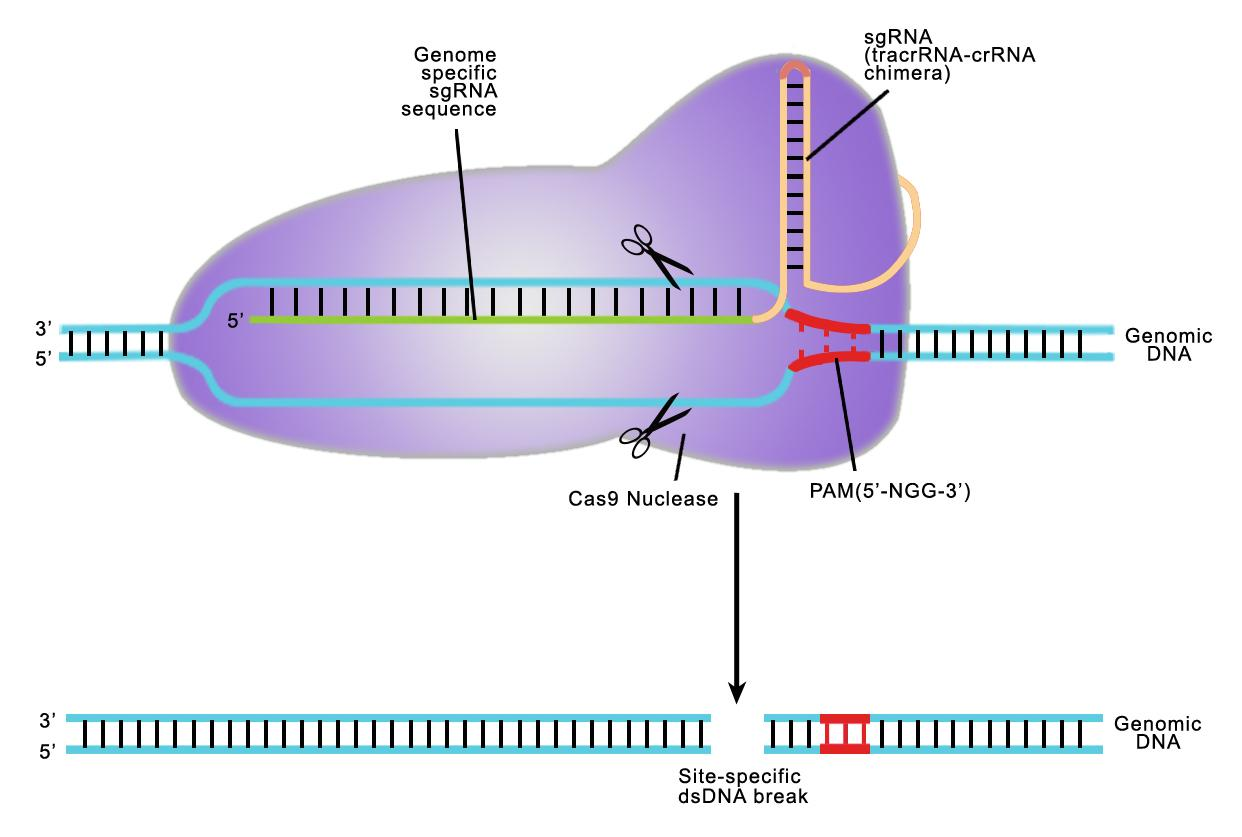 sgRNA
(tracrRNA-crRNA
chimera)
Genome
specific
sgRNA
sequence
3’
5’
5’
Genomic
DNA
Cas9 Nuclease
PAM(5’-NGG-3’)
3’
5’
Genomic
DNA
Site-specific
dsDNA break